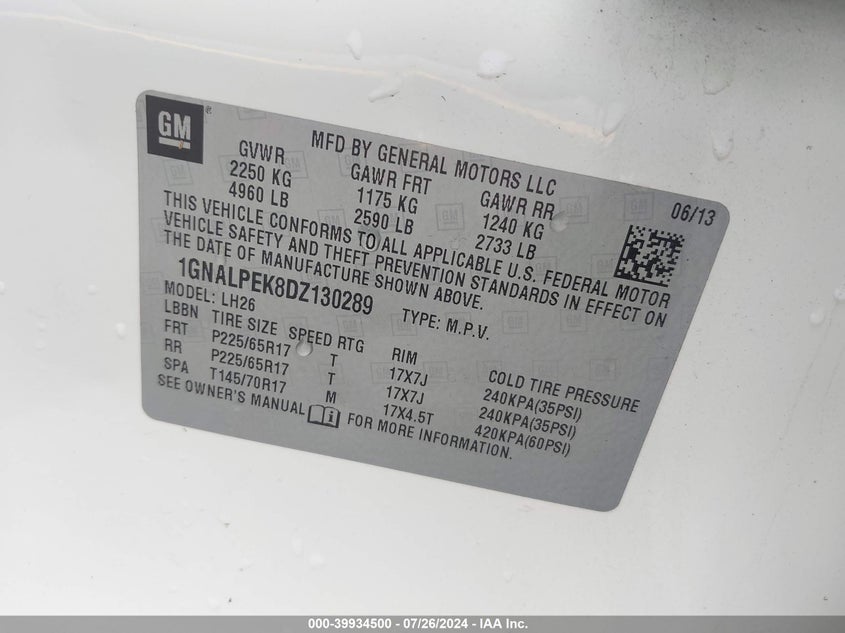 GM ®
MFD BY GENERAL MOTORS LLC
GVWR GAWR FRT GAWR RR 06/13
2250 KG 1175 KG 1240 KG
4960 LB 2590 LB 2733 LB
THIS VEHICLE CONFORMS TO ALL APPLICABLE U.S. FEDERAL MOTOR
VEHICLE SAFETY AND THEFT PREVENTION STANDARDS IN EFFECT ON
THE DATE OF MANUFACTURE SHOWN ABOVE.
1GNALPEK8DZ130289 TYPE: M.P.V.
MODEL: LH26
LBBN TIRE SIZE SPEED RTG RIM COLD TIRE PRESSURE
FRT P225/65R17 T 17X7J 240KPA(35PSI)
RR P225/65R17 T 17X7J 240KPA(35PSI)
SPA T145/70R17 M 17X4.5T 420KPA(60PSI)
SEE OWNER'S MANUAL FOR MORE INFORMATION.
000-39934500 - 07/26/2024 - IAA Inc.